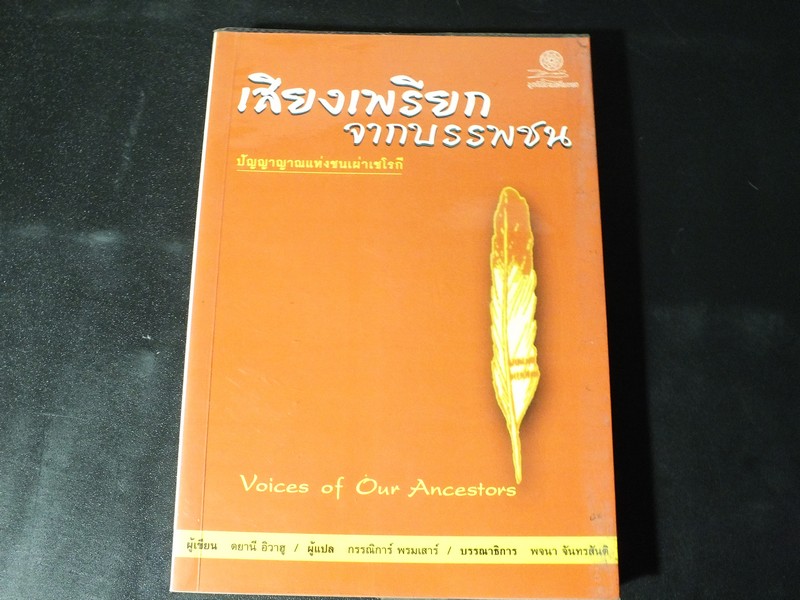 เสียงเพรียก
จากบรรพชน
ปัญญาญาณแห่งชนเผ่าเชโรกี
Voices of Our Ancestors
ผู้เขียน ดยานี อิวาฮู / ผู้แปล กรรณิการ์ พรมเสาร์ / บรรณาธิการ พจนา จันทรสันติ